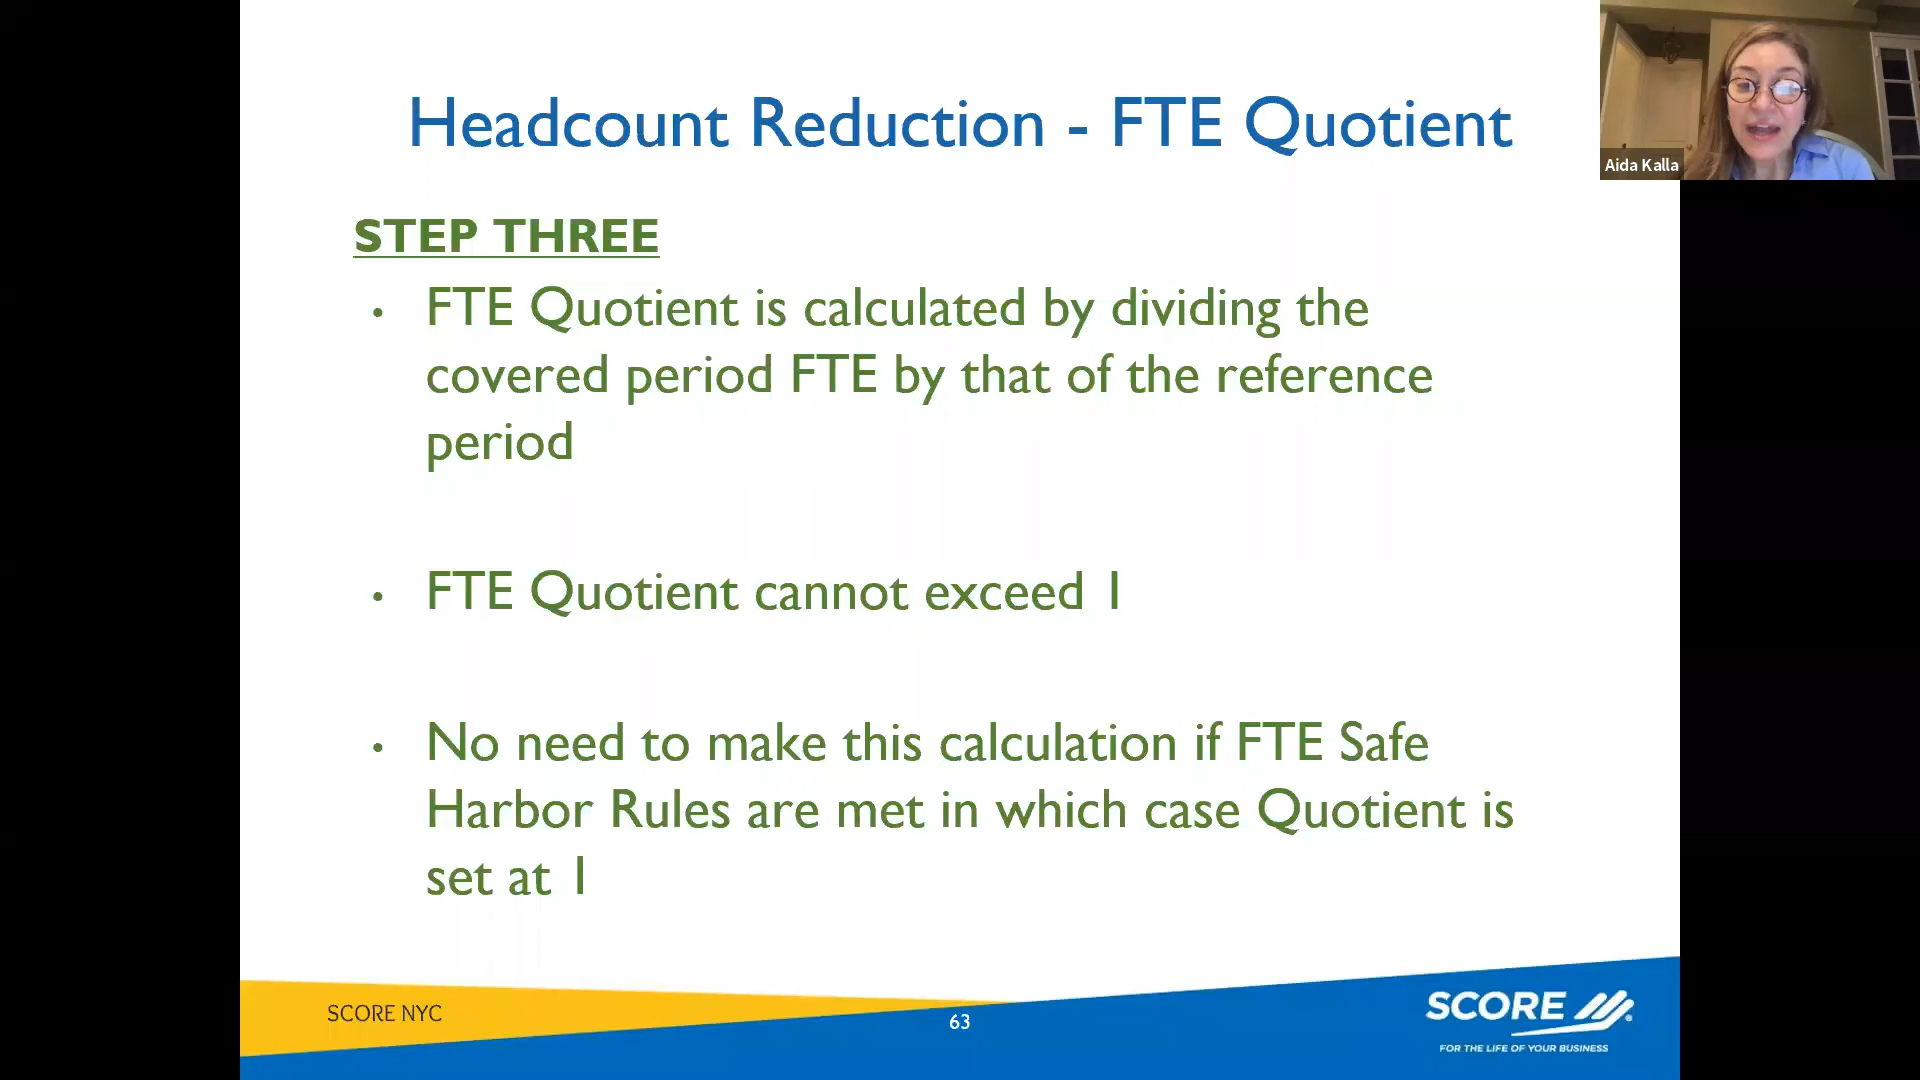 Headcount Reduction - FTE Quotient
Aida Kalla
STEP THREE
• FTE Quotient is calculated by dividing the
covered period FTE by that of the reference
period
• FTE Quotient cannot exceed 1
• No need to make this calculation if FTE Safe
Harbor Rules are met in which case Quotient is
set at 1
SCORE NYC
63
SCORE
FOR THE LIFE OF YOUR BUSINESS